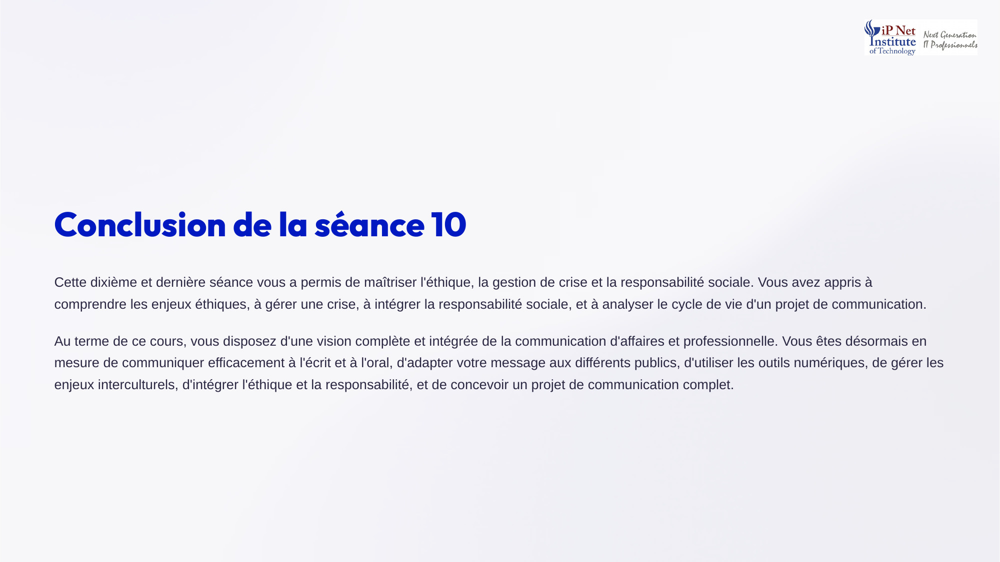 iP Net
Institute
of Technology
Next Generation
IT Professionnels
Conclusion de la séance 10
Cette dixième et dernière séance vous a permis de maîtriser l'éthique, la gestion de crise et la responsabilité sociale. Vous avez appris à
comprendre les enjeux éthiques, à gérer une crise, à intégrer la responsabilité sociale, et à analyser le cycle de vie d'un projet de communication.
Au terme de ce cours, vous disposez d'une vision complète et intégrée de la communication d'affaires et professionnelle. Vous êtes désormais en
mesure de communiquer efficacement à l'écrit et à l'oral, d'adapter votre message aux différents publics, d'utiliser les outils numériques, de gérer les
enjeux interculturels, d'intégrer l'éthique et la responsabilité, et de concevoir un projet de communication complet.